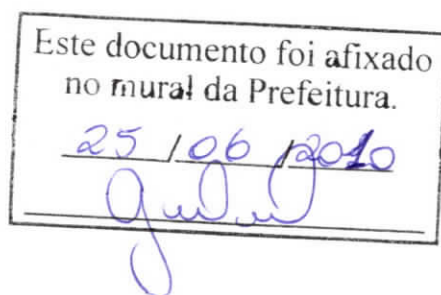 Este documento foi afixado
no mural da Prefeitura.
25 / 06 / 2010